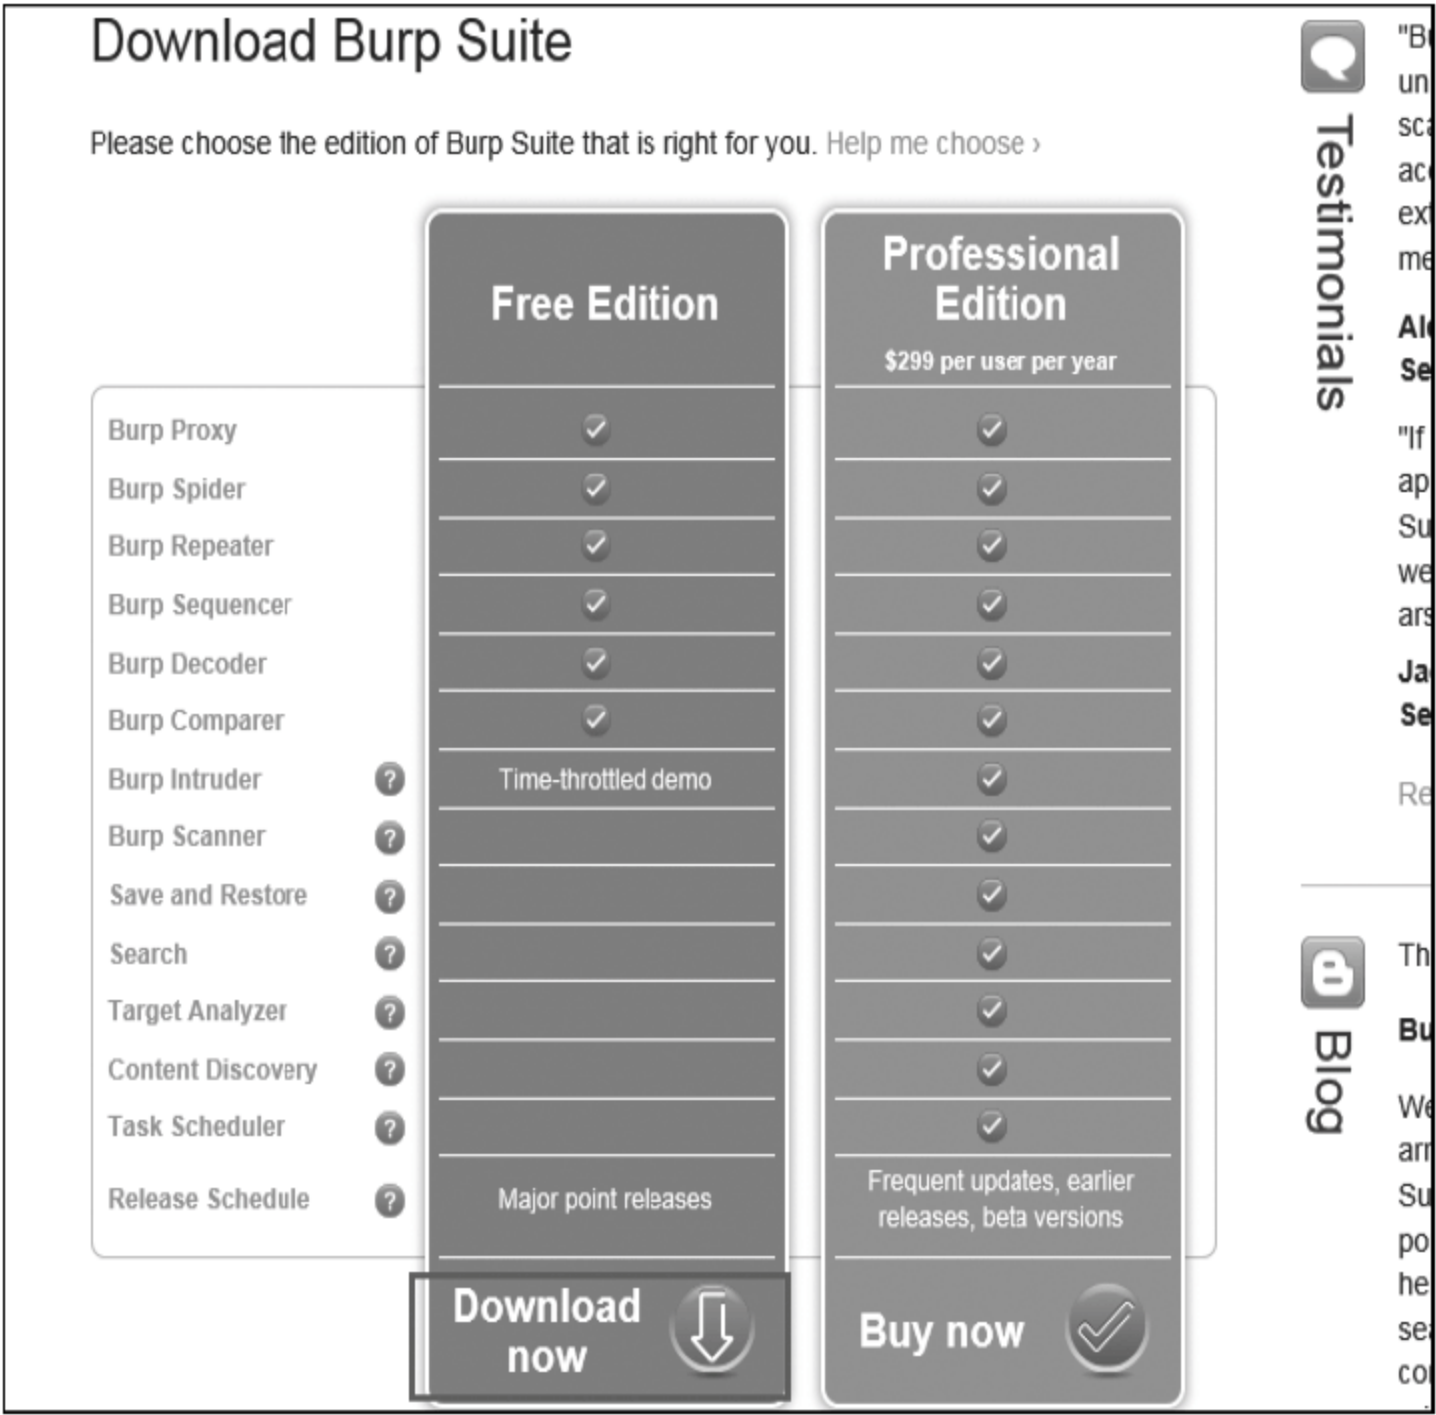 Download Burp Suite
Please choose the edition of Burp Suite that is right for you. Help me choose ›
Free Edition
Professional
Edition
$299 per user per year
Burp Proxy
Burp Spider
Burp Repeater
Burp Sequencer
Burp Decoder
Burp Comparer
Burp Intruder ? Time-throttled demo
Burp Scanner ?
Save and Restore ?
Search ?
Target Analyzer ?
Content Discovery ?
Task Scheduler ?
Release Schedule ? Major point releases
Frequent updates, earlier
releases, beta versions
Download
now
Buy now
Testimonials
"If
Blog
We